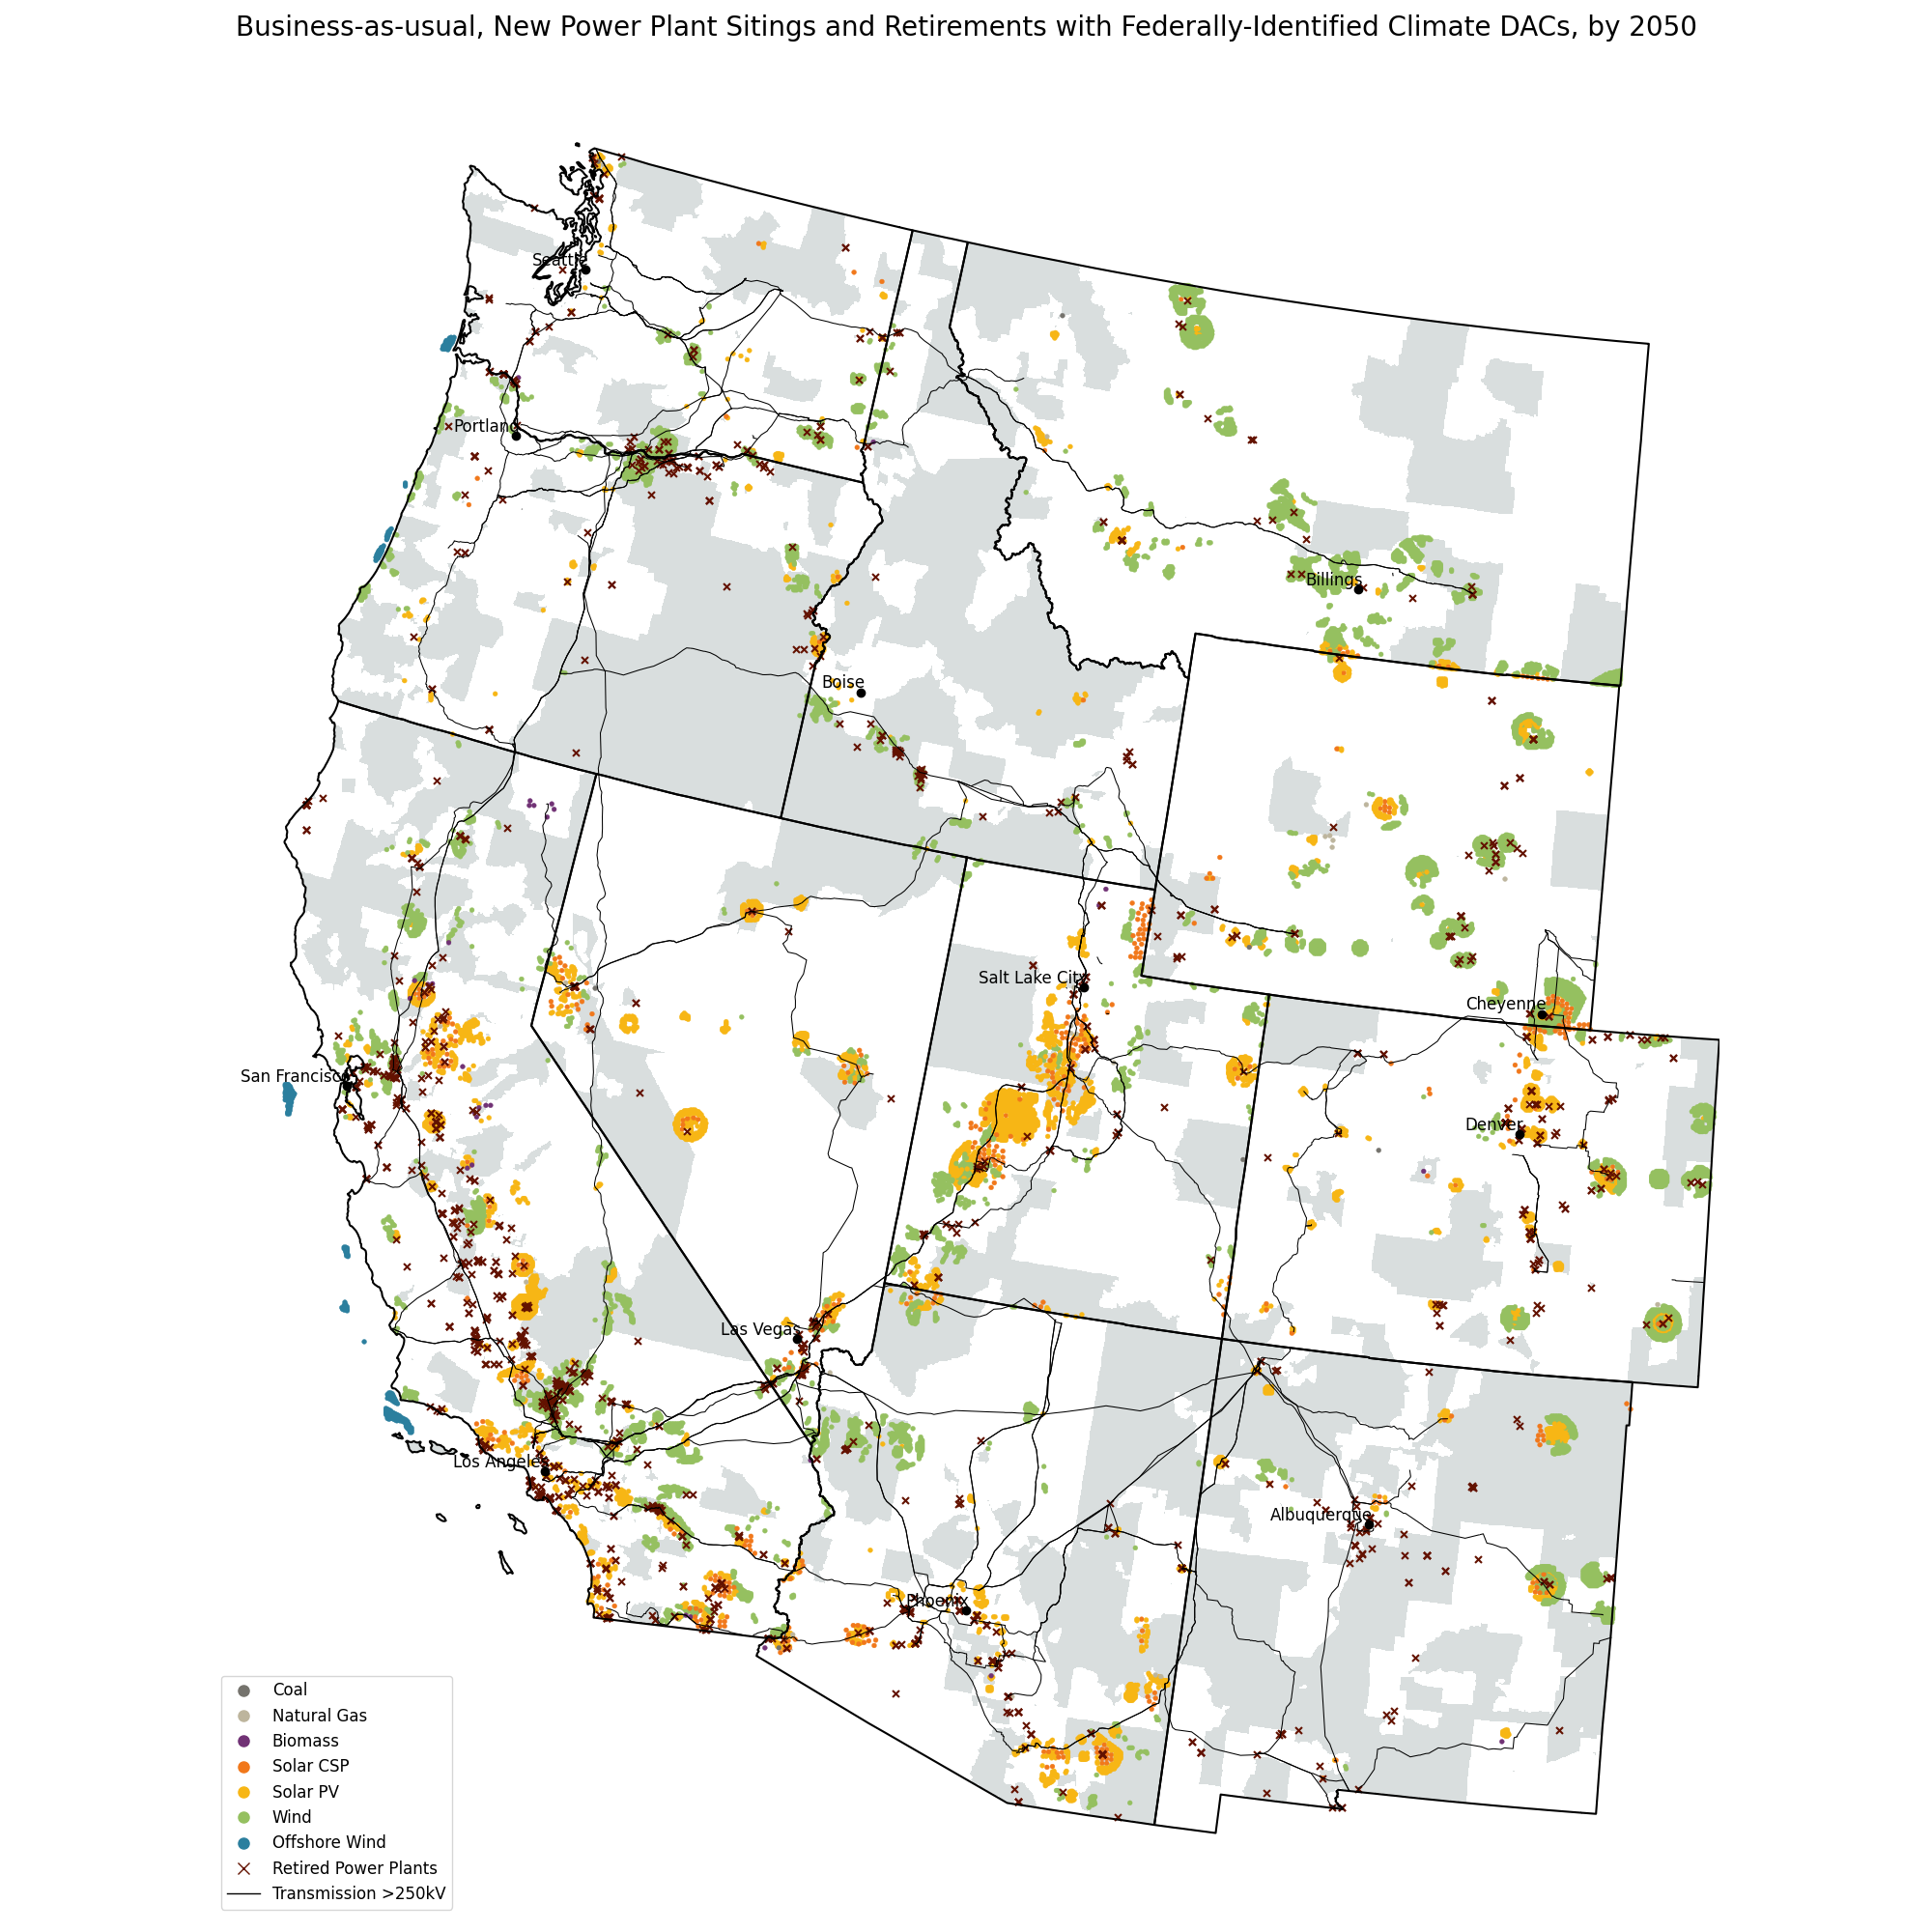 Business-as-usual, New Power Plant Sitings and Retirements with Federally-Identified Climate DACs, by 2050
Seattle
Portland
Billings
Boise
Salt Lake City
Cheyenne
San Francisco
Denver
Las Vegas
Los Angeles
Albuquerque
Phoenix
Coal
Natural Gas
Biomass
Solar CSP
Solar PV
Wind
Offshore Wind
Retired Power Plants
Transmission >250kV